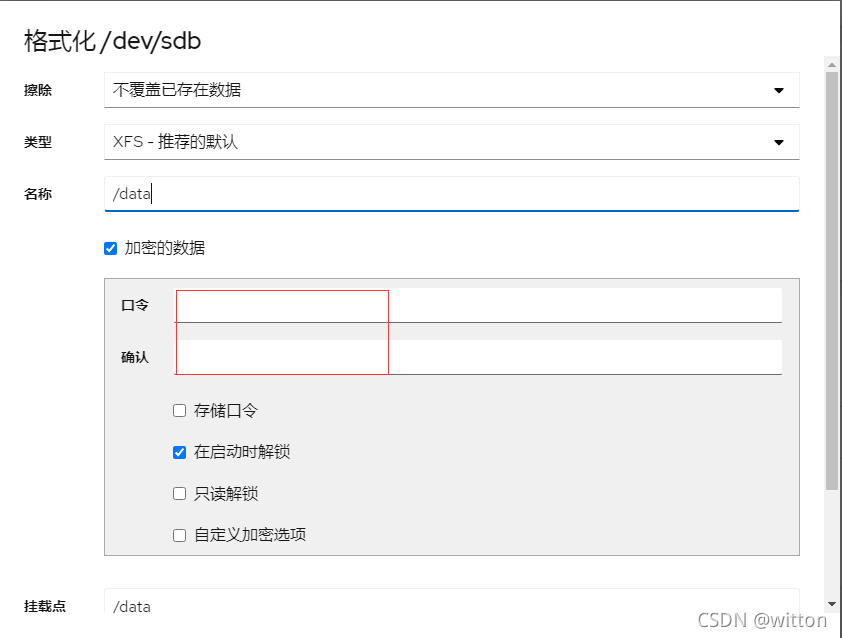 格式化 /dev/sdb
擦除 不覆盖已存在数据
类型 XFS - 推荐的默认
名称 /data
加密的数据
口令
确认
存储口令
在启动时解锁
只读解锁
自定义加密选项
挂载点 /data
CSDN @witton